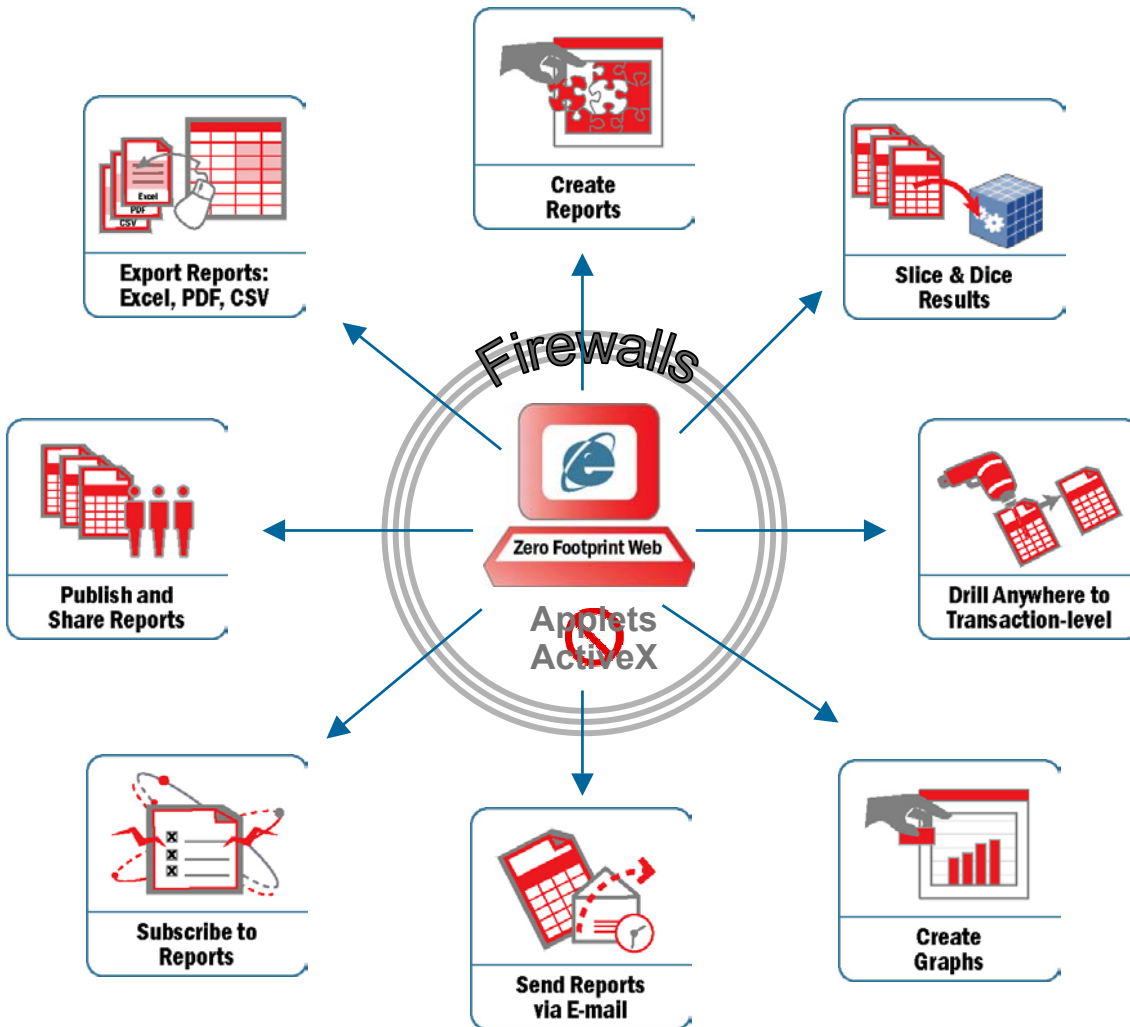 Create
Reports
Excel
PDF
CSV
Export Reports:
Excel, PDF, CSV
Slice & Dice
Results
Firewalls
Zero Footprint Web
Applets
ActiveX
Publish and
Share Reports
Drill Anywhere to
Transaction-level
Subscribe to
Reports
Send Reports
via E-mail
Create
Graphs